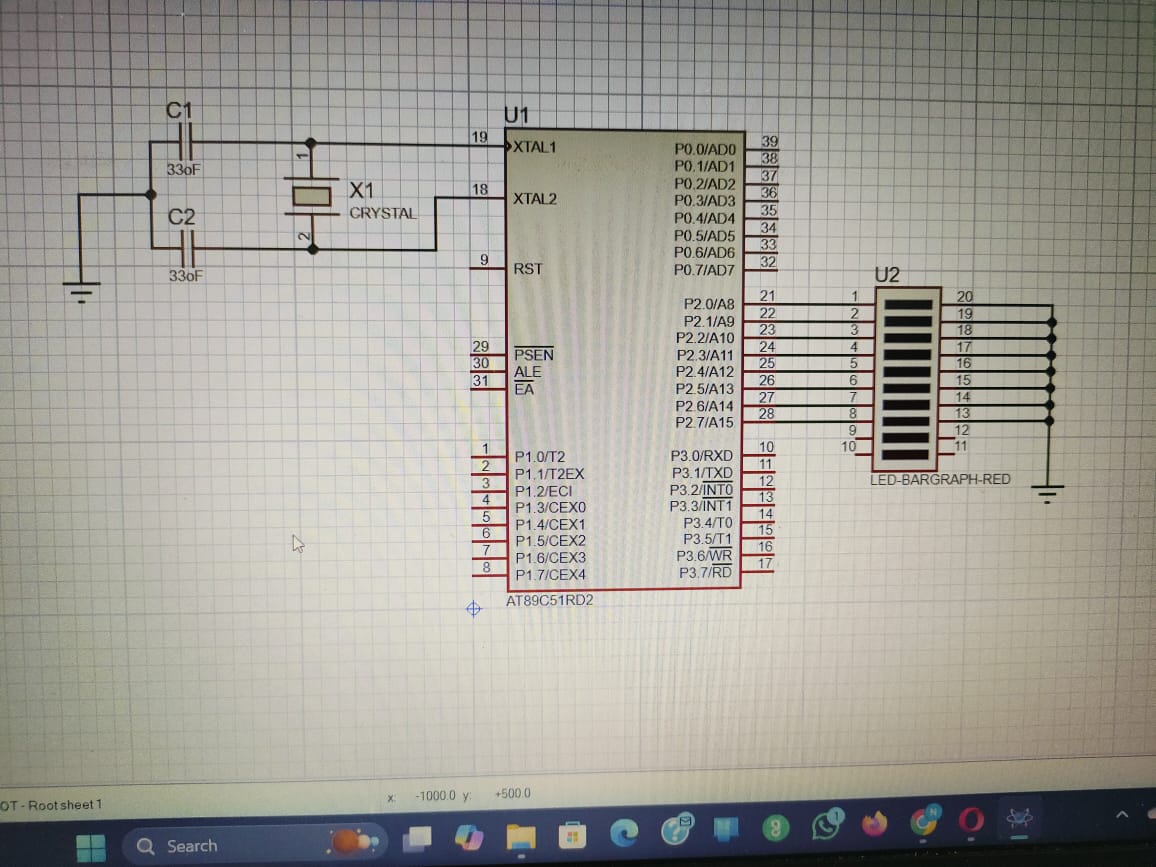 C1
33oF
C2
33oF
1
X1
CRYSTAL
2
U1
19
XTAL1
18
XTAL2
9
RST
29
PSEN
30
ALE
31
EA
1
P1.0/T2
2
P1.1/T2EX
3
P1.2/ECI
4
P1.3/CEX0
5
P1.4/CEX1
6
P1.5/CEX2
7
P1.6/CEX3
8
P1.7/CEX4
P0.0/AD0 39
P0.1/AD1 38
P0.2/AD2 37
P0.3/AD3 36
P0.4/AD4 35
P0.5/AD5 34
P0.6/AD6 33
P0.7/AD7 32
P2.0/A8 21
P2.1/A9 22
P2.2/A10 23
P2.3/A11 24
P2.4/A12 25
P2.5/A13 26
P2.6/A14 27
P2.7/A15 28
P3.0/RXD 10
P3.1/TXD 11
P3.2/INT0 12
P3.3/INT1 13
P3.4/T0 14
P3.5/T1 15
P3.6/WR 16
P3.7/RD 17
AT89C51RD2
U2
1 20
2 19
3 18
4 17
5 16
6 15
7 14
8 13
9 12
10 11
LED-BARGRAPH-RED
OT - Root sheet 1
x: -1000.0 y: +500.0
Search
1
N